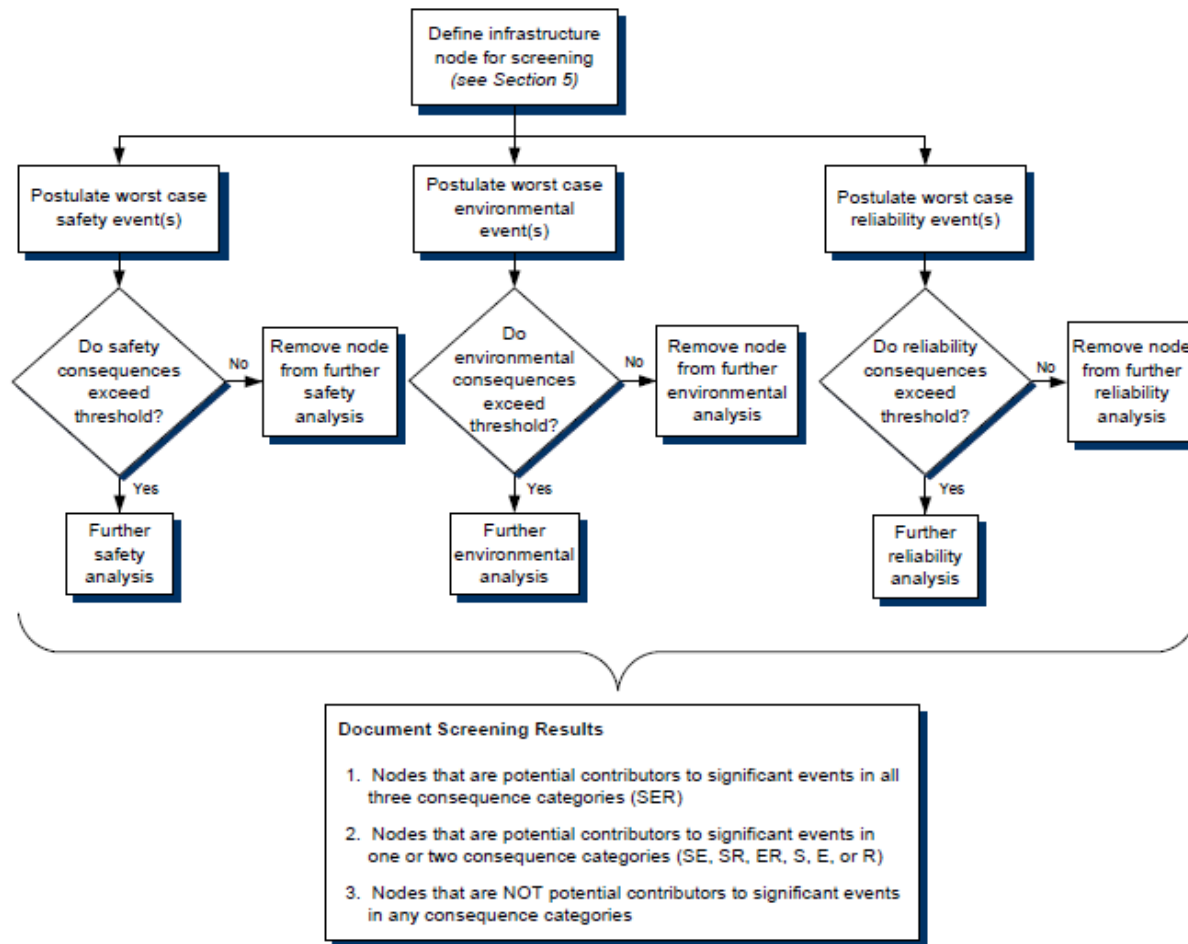 Define infrastructure
node for screening
(see Section 5)
Postulate worst case
safety event(s)
Postulate worst case
environmental
event(s)
Postulate worst case
reliability event(s)
Do safety
consequences
exceed
threshold?
No
Remove node
from further
safety
analysis
Do
environmental
consequences
exceed
threshold?
No
Remove node
from further
environmental
analysis
Do reliability
consequences
exceed
threshold?
No
Remove node
from further
reliability
analysis
Yes
Yes
Yes
Further
safety
analysis
Further
environmental
analysis
Further
reliability
analysis
Document Screening Results
1. Nodes that are potential contributors to significant events in all
three consequence categories (SER)
2. Nodes that are potential contributors to significant events in
one or two consequence categories (SE, SR, ER, S, E, or R)
3. Nodes that are NOT potential contributors to significant events
in any consequence categories